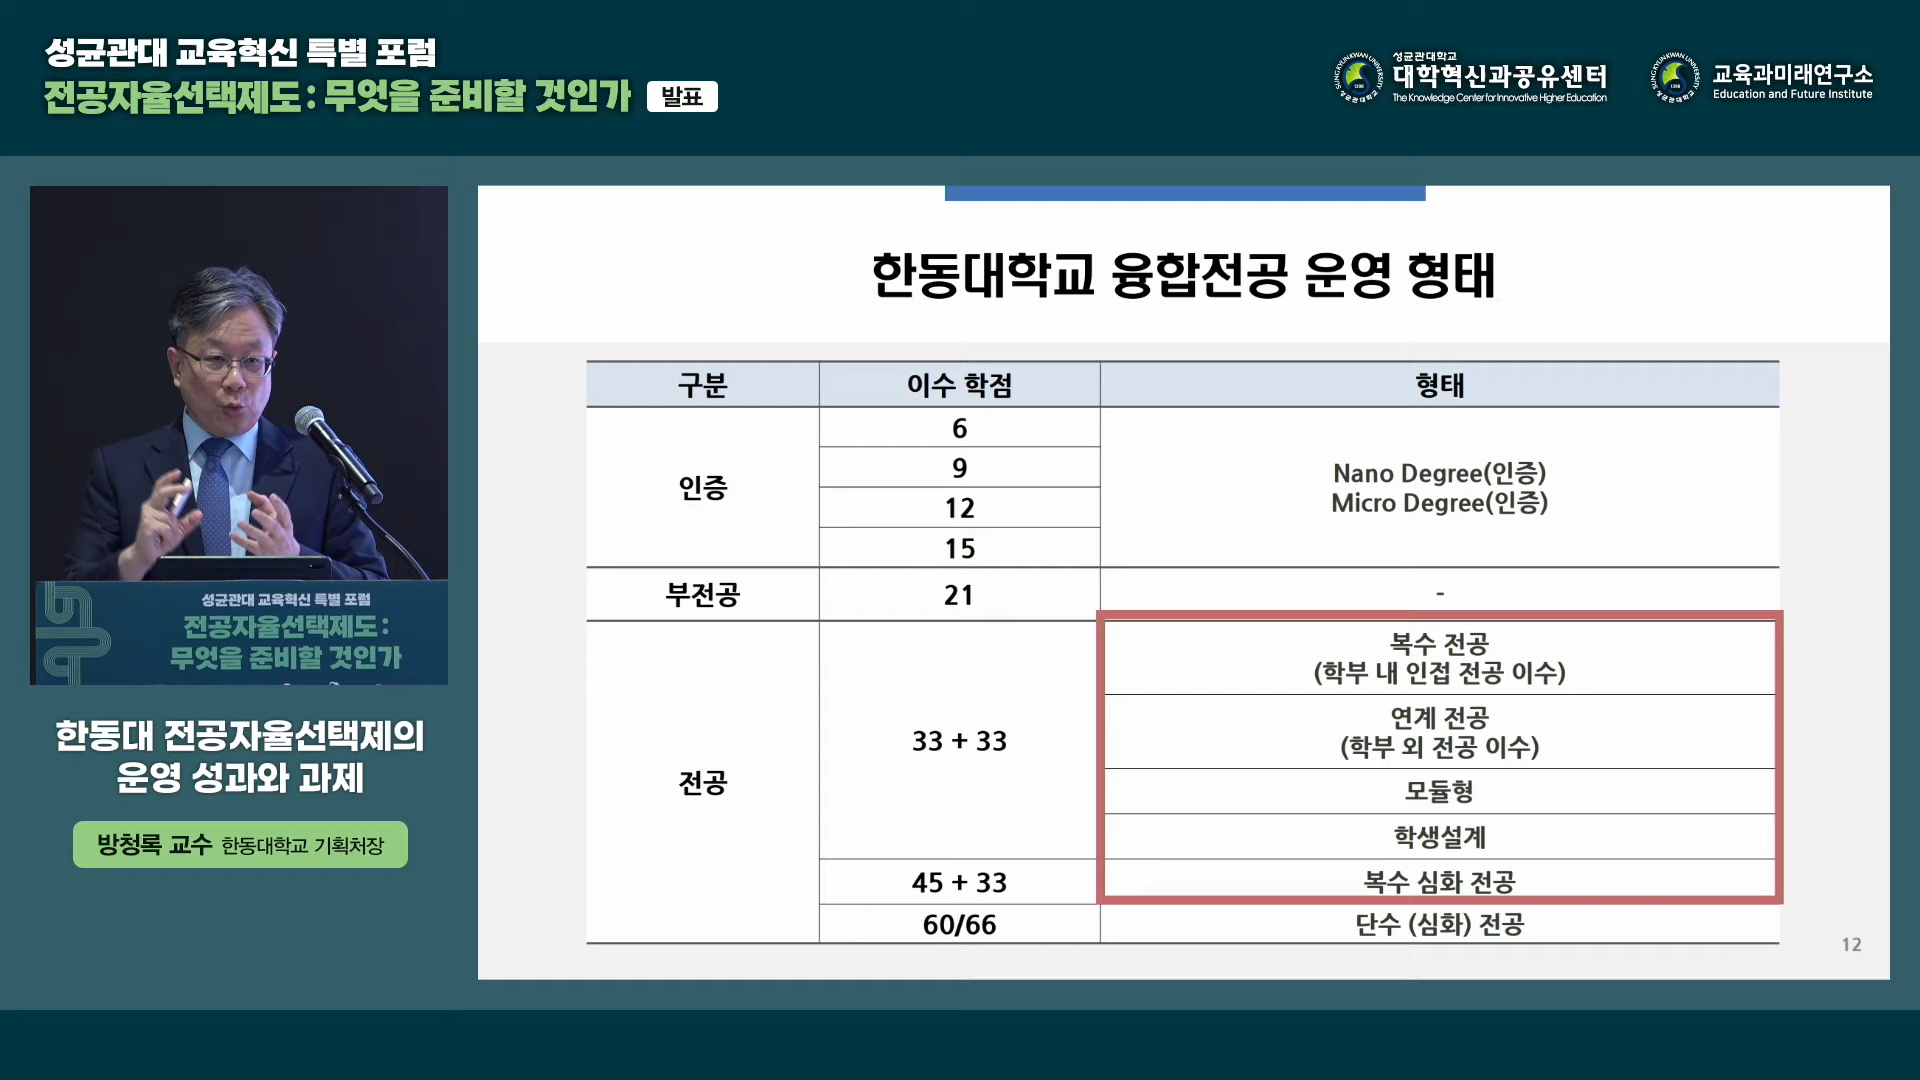 성균관대 교육혁신 특별 포럼
전공자율선택제도 : 무엇을 준비할 것인가 발표
성균관대학교
대학혁신과공유센터
The Knowledge Center for Innovative Higher Education
교육과미래연구소
Education and Future Institute
성균관대 교육혁신 특별 포럼
전공자율선택제도 :
무엇을 준비할 것인가
한동대 전공자율선택제의
운영 성과와 과제
방청록 교수 한동대학교 기획처장
한동대학교 융합전공 운영 형태
구분 이수 학점 형태
인증
6
9
12
15
Nano Degree(인증)
Micro Degree(인증)
부전공 21 -
전공
33 + 33
복수 전공
(학부 내 인접 전공 이수)
연계 전공
(학부 외 전공 이수)
모듈형
학생설계
45 + 33 복수 심화 전공
60/66 단수 (심화) 전공
12